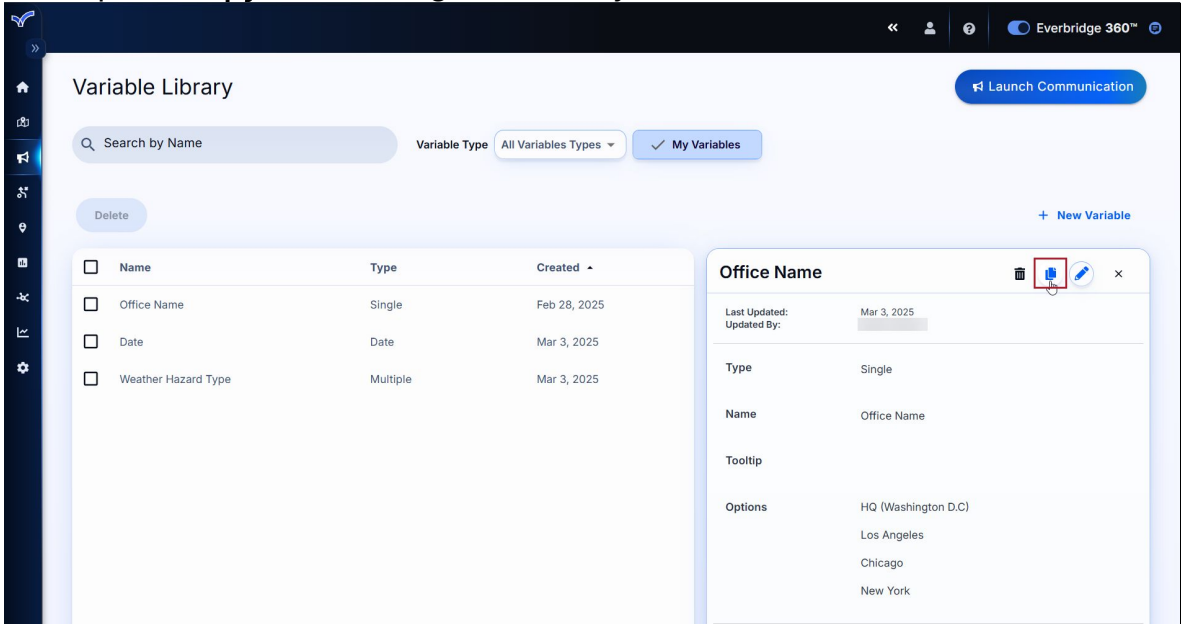 Everbridge 360™
Variable Library
Launch Communication
Search by Name
Variable Type
All Variables Types
My Variables
Delete
+ New Variable
Name Type Created
Office Name Single Feb 28, 2025
Date Date Mar 3, 2025
Weather Hazard Type Multiple Mar 3, 2025
Office Name
Last Updated: Mar 3, 2025
Updated By:
Type Single
Name Office Name
Tooltip
Options HQ (Washington D.C)
Los Angeles
Chicago
New York